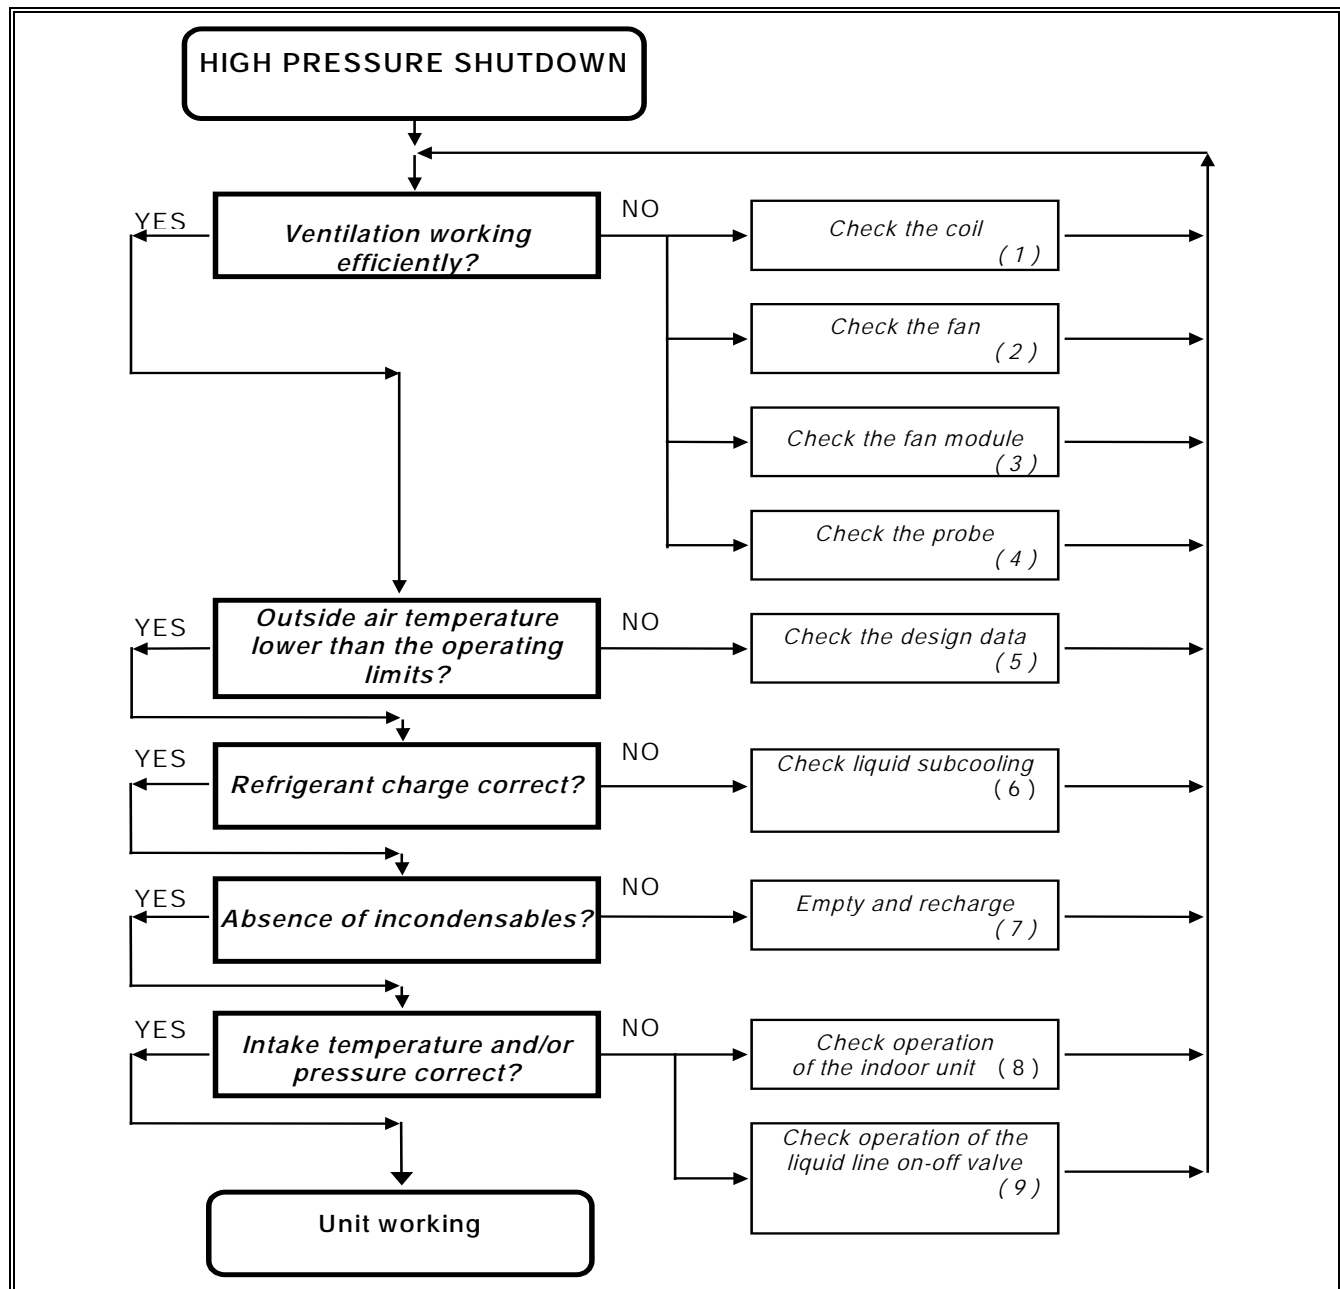 HIGH PRESSURE SHUTDOWN
YES
Ventilation working
efficiently?
NO
Check the coil
(1)
Check the fan
(2)
Check the fan module
(3)
Check the probe
(4)
YES
Outside air temperature
lower than the operating
limits?
NO
Check the design data
(5)
YES
Refrigerant charge correct?
NO
Check liquid subcooling
(6)
YES
Absence of incondensables?
NO
Empty and recharge
(7)
YES
Intake temperature and/or
pressure correct?
NO
Check operation
of the indoor unit (8)
Check operation of the
liquid line on-off valve
(9)
Unit working